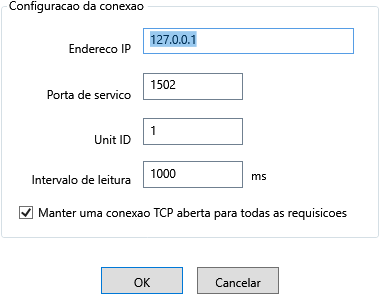 Configuracao da conexao
Endereco IP 127.0.0.1
Porta de servico 1502
Unit ID 1
Intervalo de leitura 1000 ms
Manter uma conexao TCP aberta para todas as requisicoes
OK Cancelar